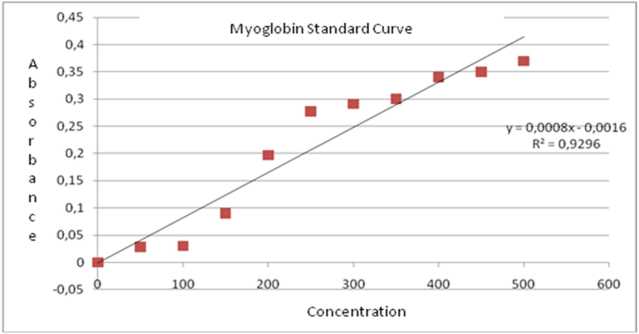 Myoglobin Standard Curve
0,45
0,4
0,35
0,3
0,25
0,2
0,15
0,1
0,05
0
-0,05
Absorbance
y = 0,0008x - 0,0016
R² = 0,9296
0 100 200 300 400 500 600
Concentration